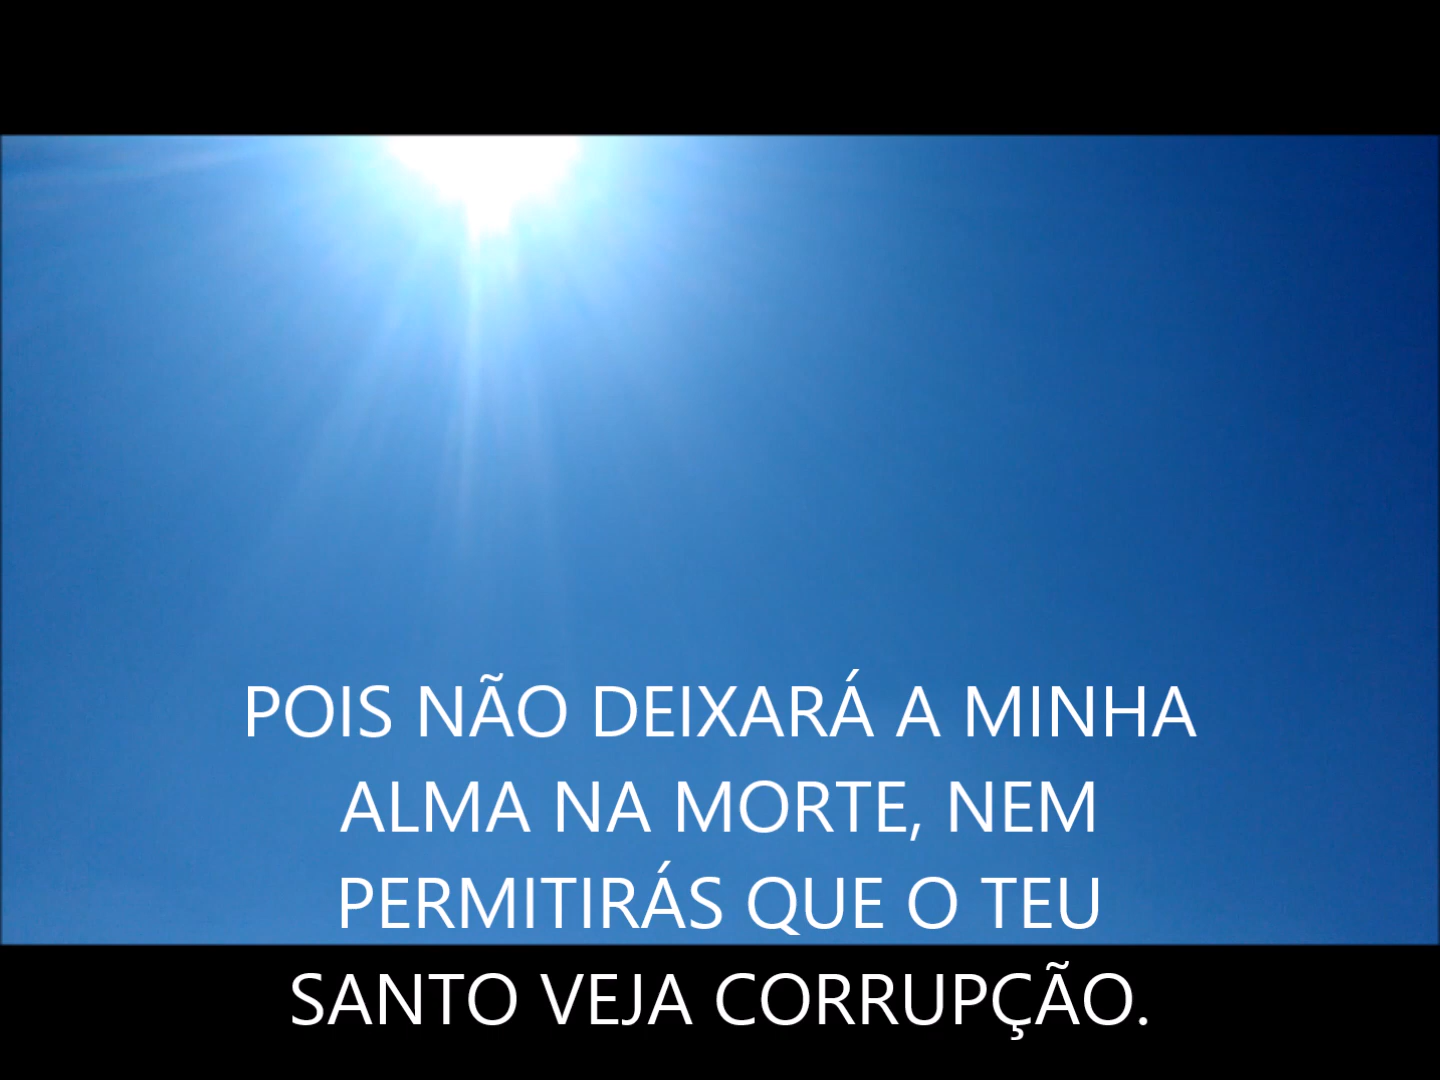 POIS NÃO DEIXARÁ A MINHA
ALMA NA MORTE, NEM
PERMITIRÁS QUE O TEU
SANTO VEJA CORRUPÇÃO.